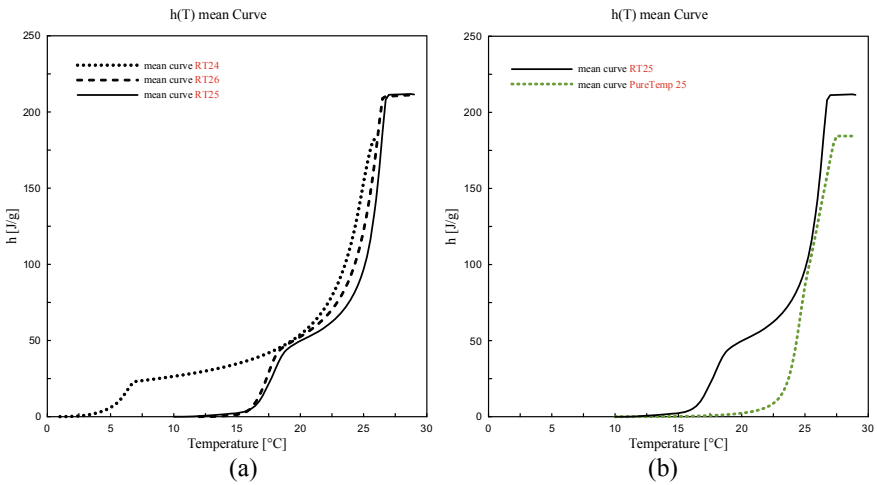 h(T) mean Curve
250
200
150
100
50
0
h [J/g]
mean curve RT24
mean curve RT26
mean curve RT25
0 5 10 15 20 25 30
Temperature [°C]
(a)
h(T) mean Curve
250
200
150
100
50
0
h [J/g]
mean curve RT25
mean curve PureTemp 25
0 5 10 15 20 25 30
Temperature [°C]
(b)